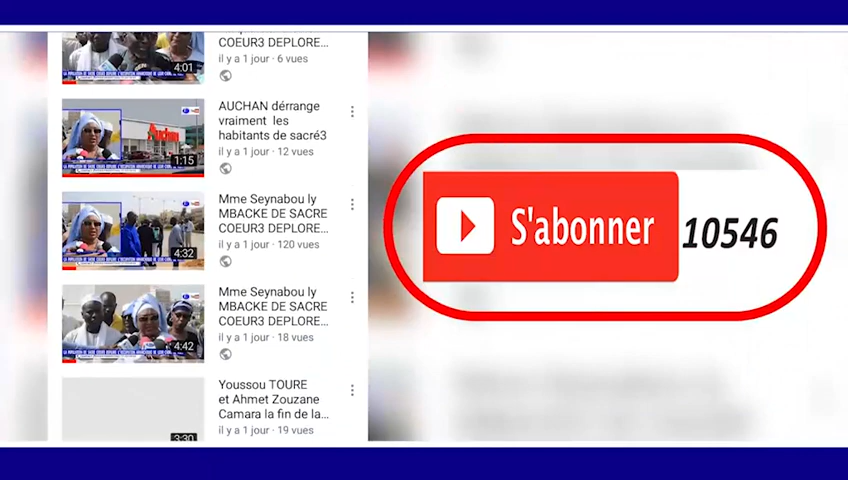 COEUR3 DEPLORE...
il y a 1 jour · 6 vues
4:01
AUCHAN dérrange
vraiment les
habitants de sacré3
il y a 1 jour · 12 vues
Auchan
1:15
Mme Seynabou ly
MBACKE DE SACRE
COEUR3 DEPLORE...
il y a 1 jour · 120 vues
4:32
Mme Seynabou ly
MBACKE DE SACRE
COEUR3 DEPLORE...
il y a 1 jour · 18 vues
4:42
Youssou TOURE
et Ahmet Zouzane
Camara la fin de la...
il y a 1 jour · 19 vues
3:30
S'abonner 10546